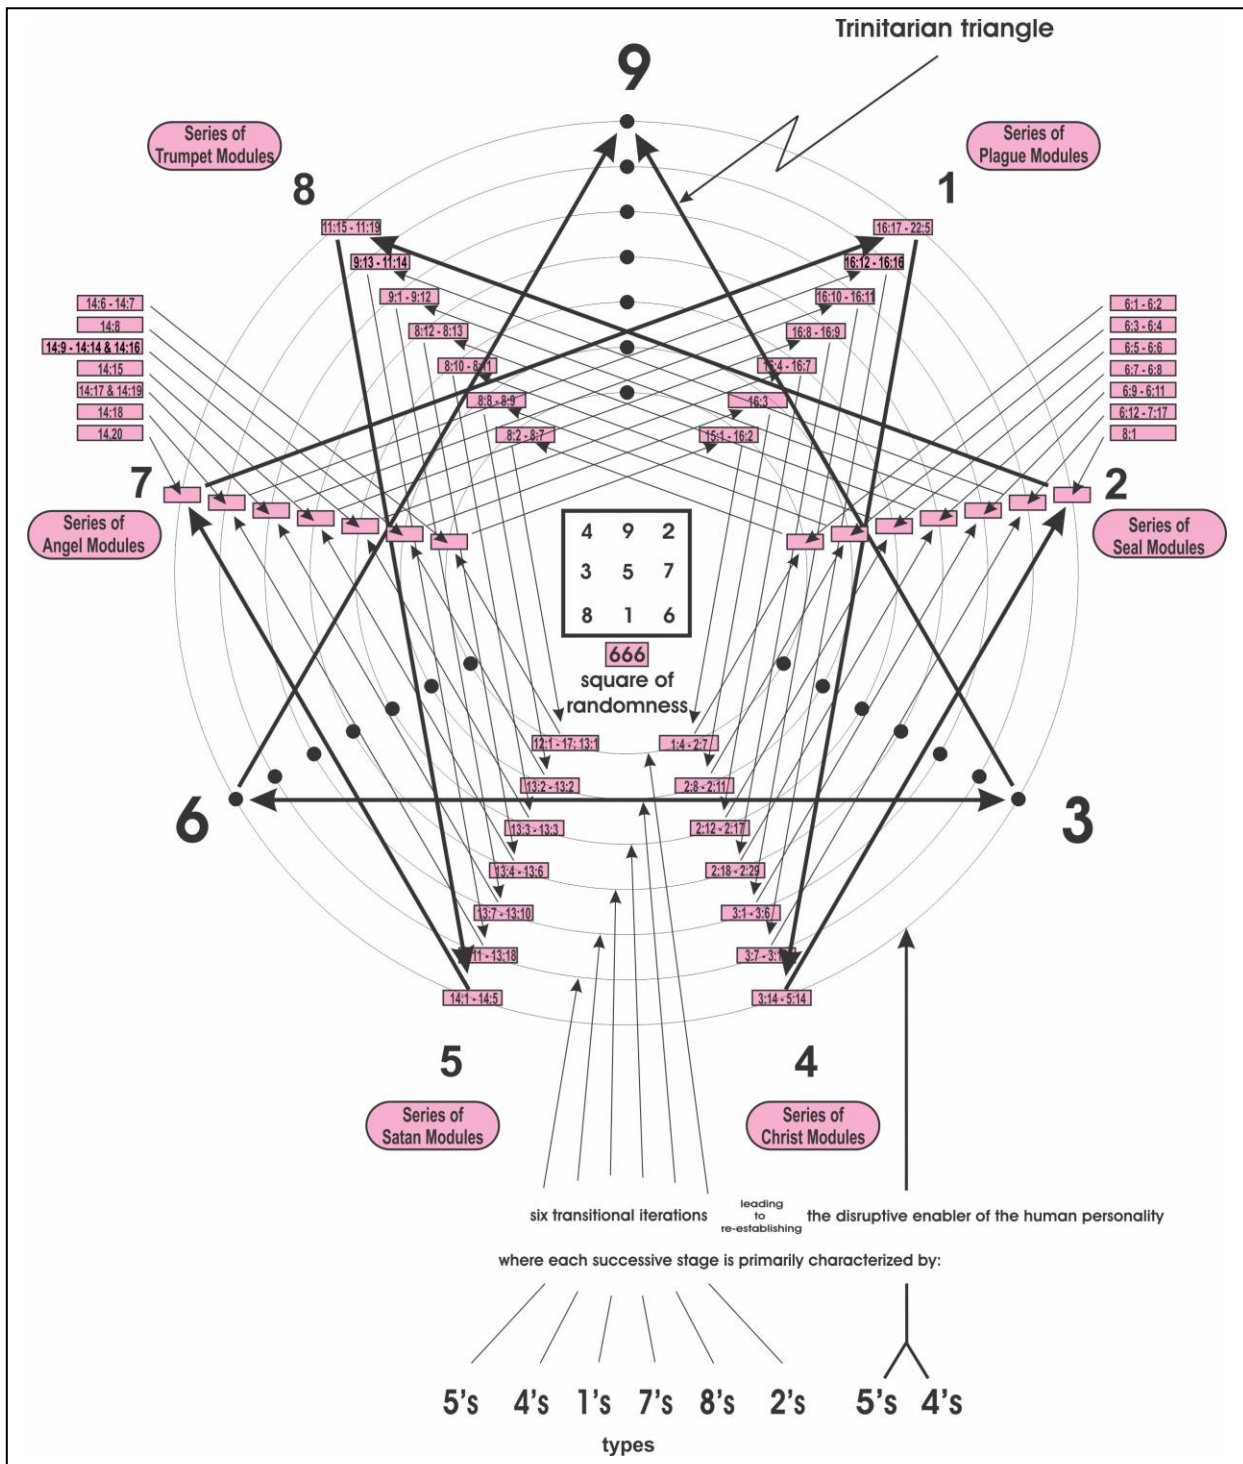 Trinitarian triangle
9
Series of
Trumpet Modules
Series of
Plague Modules
8
1
11:15 - 11:19
16:17 - 22:5
9:13 - 11:14
16:12 - 16:16
9:1 - 9:12
16:10 - 16:11
14:6 - 14:7
6:1 - 6:2
14:8
6:3 - 6:4
8:12 - 8:13
16:8 - 16:9
14:9 - 14:14 & 14:16
6:5 - 6:6
14:15
6:7 - 6:8
8:10 - 8:11
16:4 - 16:7
14:17 & 14:19
6:9 - 6:11
8:8 - 8:9
16:3
14:18
6:12 - 7:17
14,20
8:1
8:2 - 8:7
15:1 - 16:2
7
2
Series of
Angel Modules
Series of
Seal Modules
4 9 2
3 5 7
8 1 6
666
square of
randomness
12:1 - 17; 13:1
1:4 - 2:7
13:2 - 13:2
2:8 - 2:11
6
3
13:3 - 13:3
2:12 - 2:17
13:4 - 13:6
2:18 - 2:29
13:7 - 13:10
3:1 - 3:6
11 - 13:18
3:7 - 3:1
14:1 - 14:5
3:14 - 5:14
5
4
Series of
Satan Modules
Series of
Christ Modules
six transitional iterations leading to re-establishing the disruptive enabler of the human personality
where each successive stage is primarily characterized by:
5's 4's 1's 7's 8's 2's 5's 4's
types